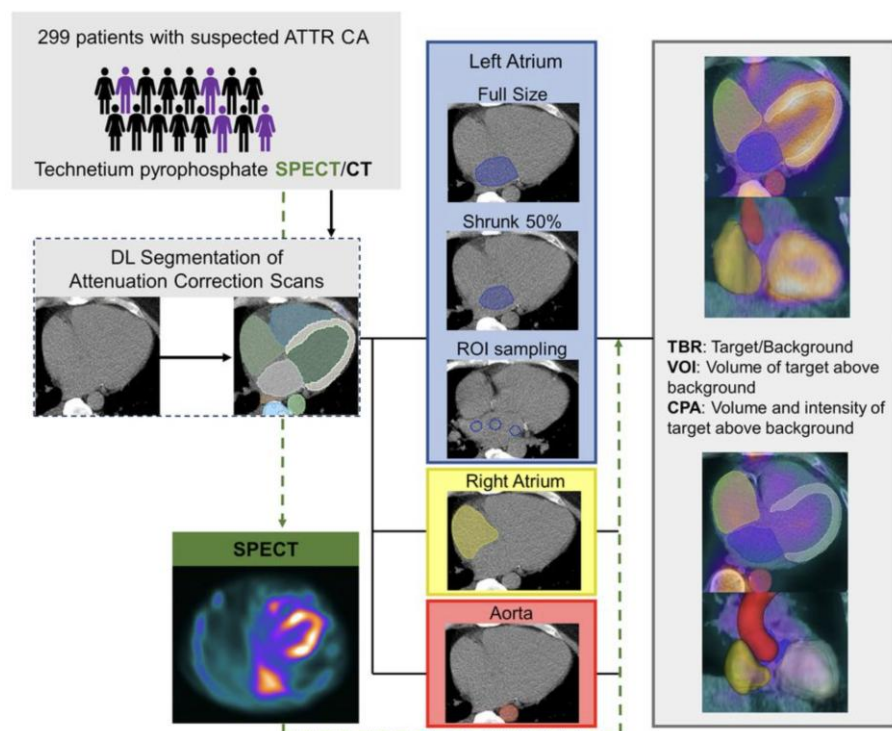 299 patients with suspected ATTR CA
Technetium pyrophosphate SPECT/CT
DL Segmentation of
Attenuation Correction Scans
SPECT
Left Atrium
Full Size
Shrunk 50%
ROI sampling
Right Atrium
Aorta
TBR: Target/Background
VOI: Volume of target above
background
CPA: Volume and intensity of
target above background